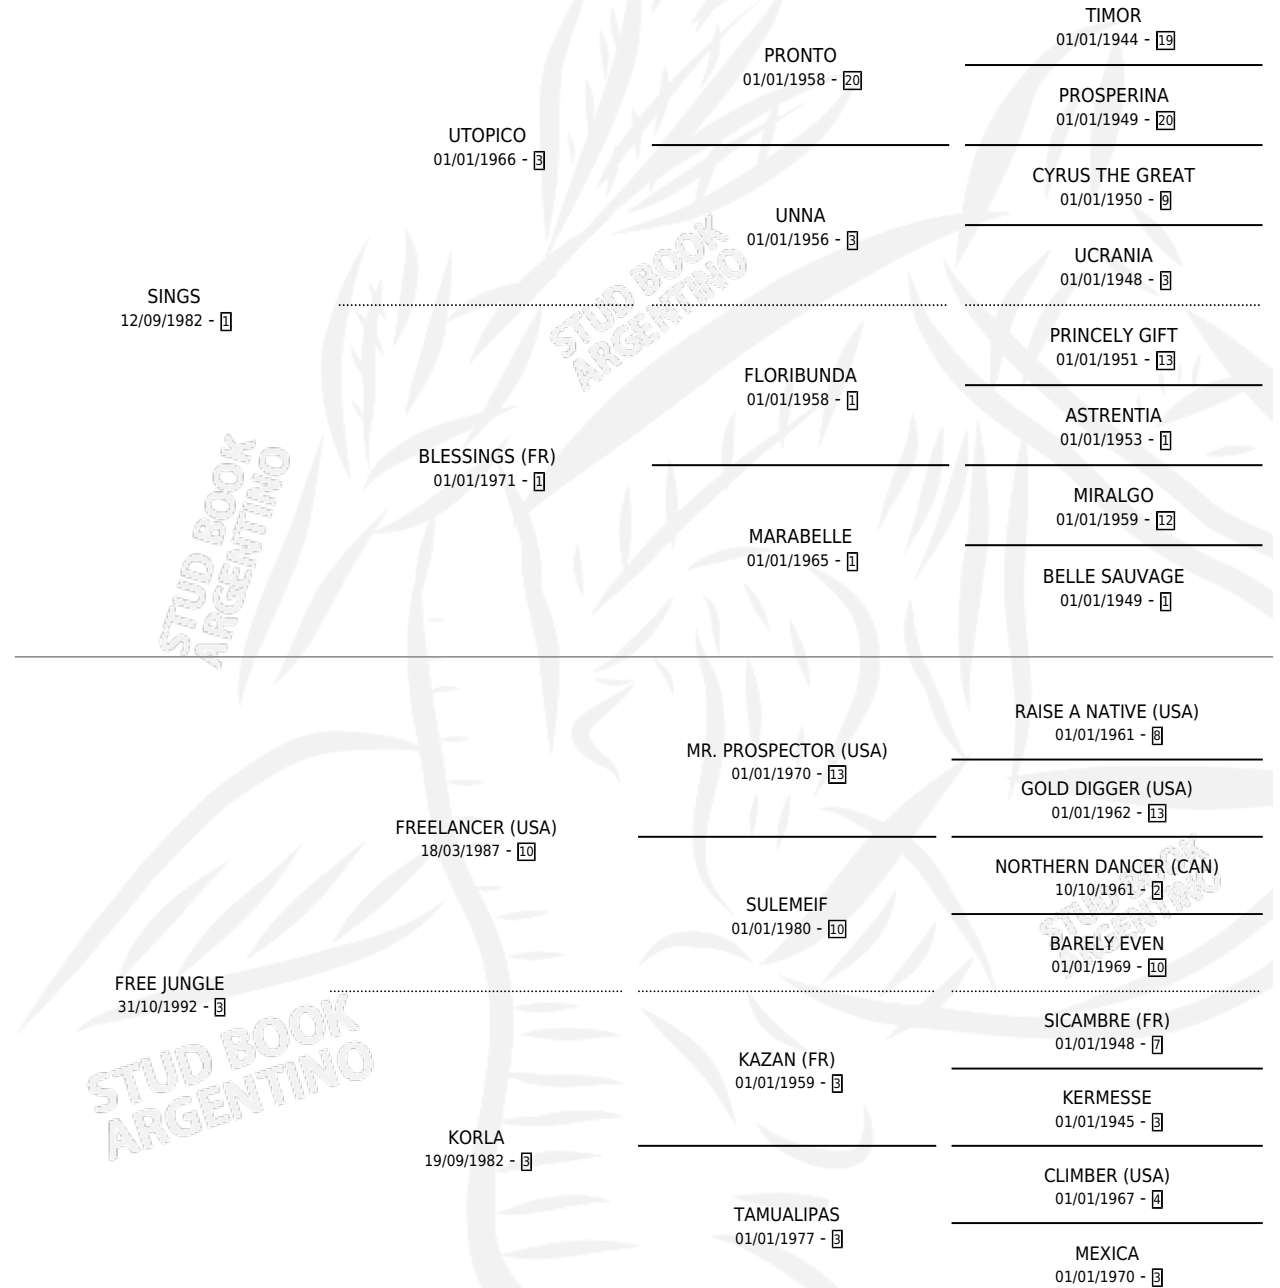 SINGS
12/09/1982 - 1
UTOPICO
01/01/1966 - 3
BLESSINGS (FR)
01/01/1971 - 1
PRONTO
01/01/1958 - 20
UNNA
01/01/1956 - 3
FLORIBUNDA
01/01/1958 - 1
MARABELLE
01/01/1965 - 1
TIMOR
01/01/1944 - 19
PROSPERINA
01/01/1949 - 20
CYRUS THE GREAT
01/01/1950 - 9
UCRANIA
01/01/1948 - 3
PRINCELY GIFT
01/01/1951 - 13
ASTRENTIA
01/01/1953 - 1
MIRALGO
01/01/1959 - 12
BELLE SAUVAGE
01/01/1949 - 1
STUD BOOK
ARGENTINO
STUD BOOK
ARGENTINO
FREE JUNGLE
31/10/1992 - 3
FREELANCER (USA)
18/03/1987 - 10
KORLA
19/09/1982 - 3
MR. PROSPECTOR (USA)
01/01/1970 - 13
SULEMEIF
01/01/1980 - 10
KAZAN (FR)
01/01/1959 - 3
TAMUALIPAS
01/01/1977 - 3
RAISE A NATIVE (USA)
01/01/1961 - 8
GOLD DIGGER (USA)
01/01/1962 - 13
NORTHERN DANCER (CAN)
10/10/1961 - 2
BARELY EVEN
01/01/1969 - 10
SICAMBRE (FR)
01/01/1948 - 7
KERMESSE
01/01/1945 - 3
CLIMBER (USA)
01/01/1967 - 4
MEXICA
01/01/1970 - 3
STUD BOOK
ARGENTINO
STUD BOOK
ARGENTINO